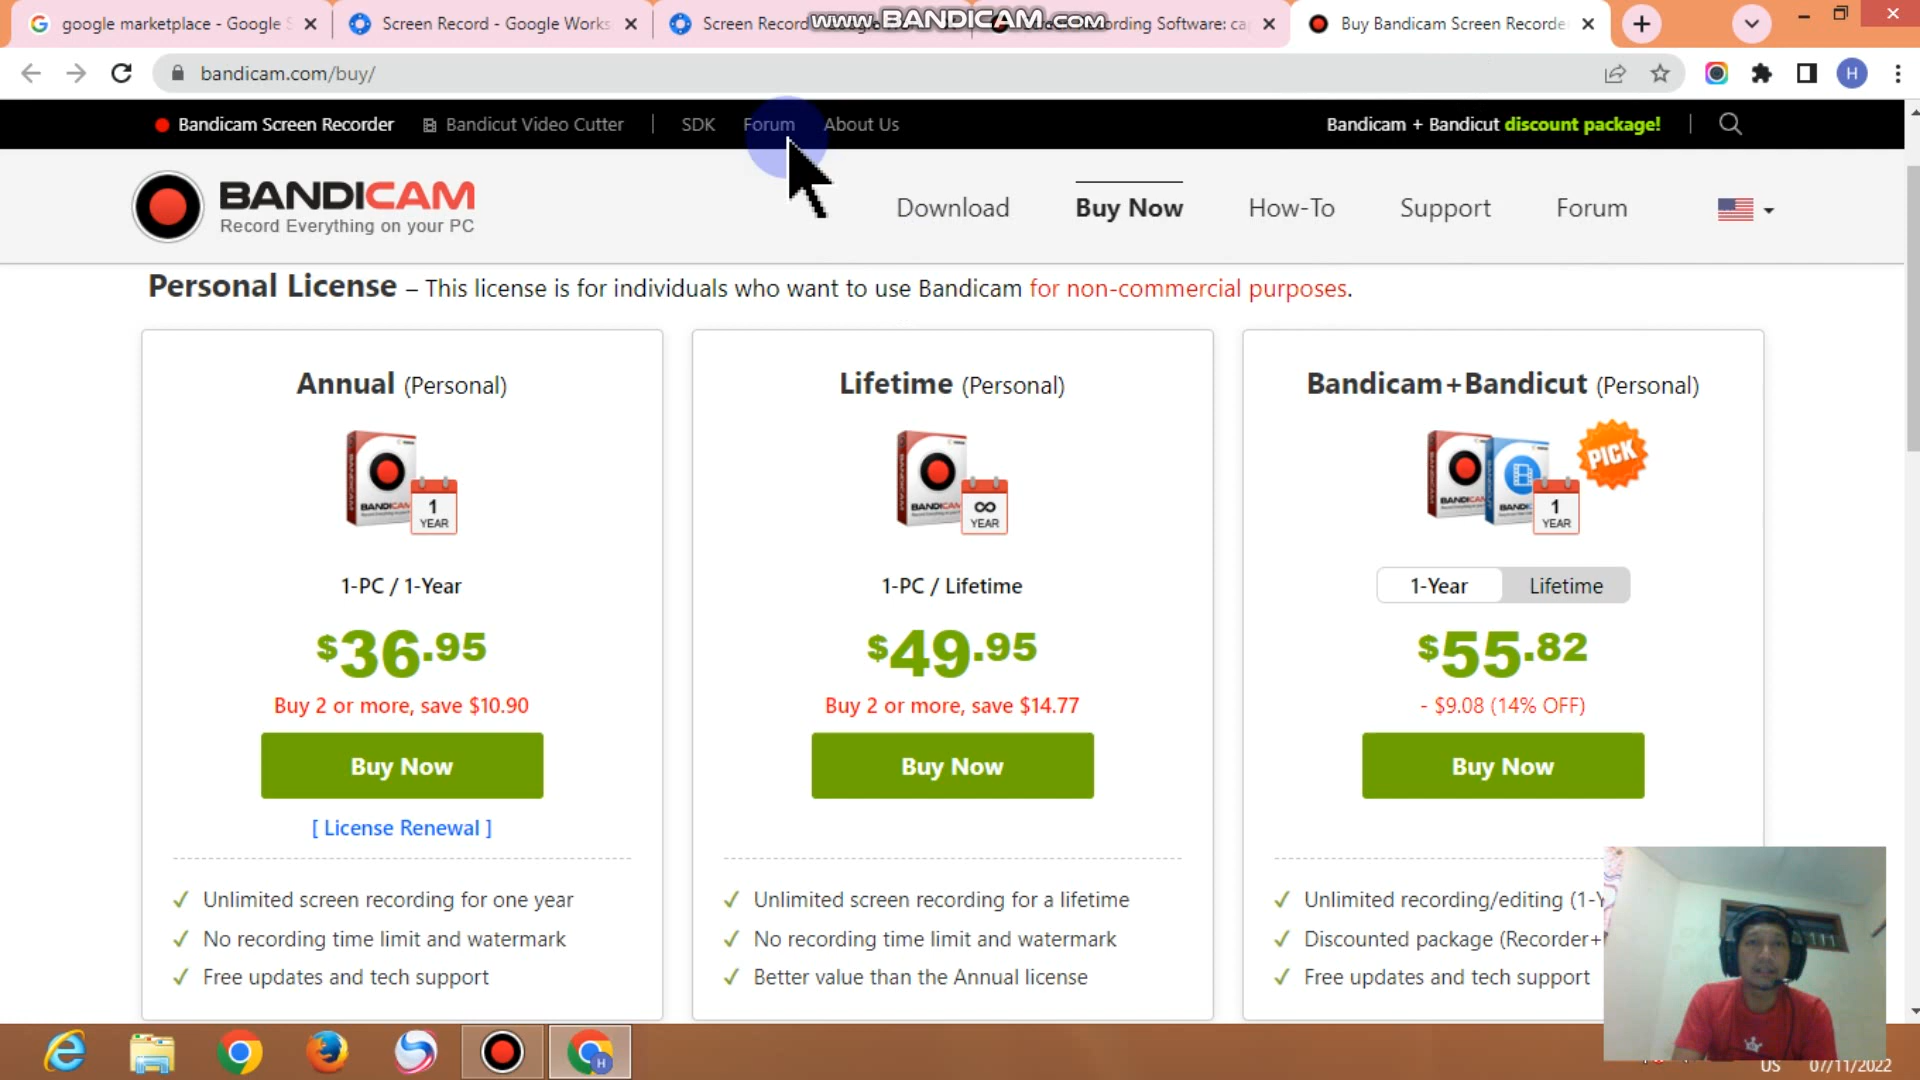 google marketplace - Google S
Screen Record - Google Works
Screen Record
www.BANDICAM.com
ording Software: ca
Buy Bandicam Screen Recorde
bandicam.com/buy/
H
Bandicam Screen Recorder
Bandicut Video Cutter
SDK
Forum
About Us
Bandicam + Bandicut discount package!
BANDICAM
Record Everything on your PC
Download
Buy Now
How-To
Support
Forum
Personal License – This license is for individuals who want to use Bandicam for non-commercial purposes.
Annual (Personal)
BANDICAM
1
YEAR
1-PC / 1-Year
$36.95
Buy 2 or more, save $10.90
Buy Now
[ License Renewal ]
✓ Unlimited screen recording for one year
✓ No recording time limit and watermark
✓ Free updates and tech support
Lifetime (Personal)
BANDICAM
∞
YEAR
1-PC / Lifetime
$49.95
Buy 2 or more, save $14.77
Buy Now
✓ Unlimited screen recording for a lifetime
✓ No recording time limit and watermark
✓ Better value than the Annual license
Bandicam+Bandicut (Personal)
PICK
1
YEAR
1-Year
Lifetime
$55.82
- $9.08 (14% OFF)
Buy Now
✓ Unlimited recording/editing (1-Y
✓ Discounted package (Recorder+
✓ Free updates and tech support
H
US
07/11/2022